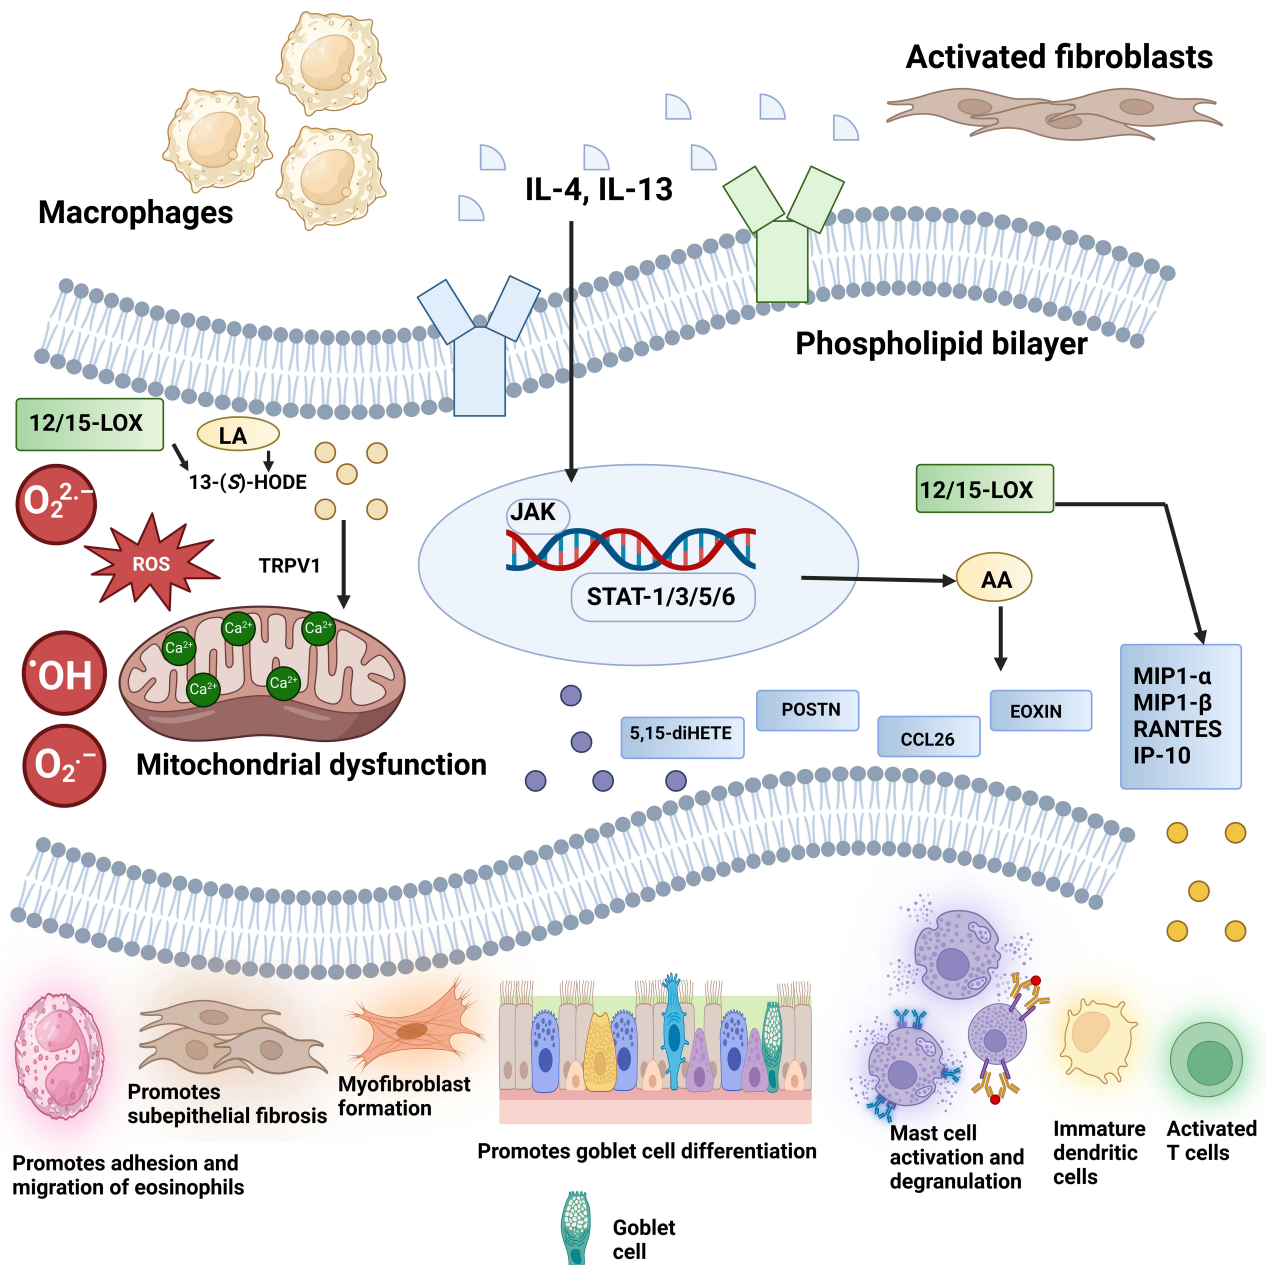 Activated fibroblasts
Macrophages
IL-4, IL-13
Phospholipid bilayer
12/15-LOX
LA
13-(S)-HODE
O₂²·⁻
ROS
TRPV1
Ca²⁺
Ca²⁺
Ca²⁺
Ca²⁺
Ca²⁺
•OH
O₂·⁻
Mitochondrial dysfunction
JAK
STAT-1/3/5/6
12/15-LOX
AA
MIP1-α
MIP1-β
RANTES
IP-10
5,15-diHETE
POSTN
CCL26
EOXIN
Promotes adhesion and
migration of eosinophils
Promotes
subepithelial fibrosis
Myofibroblast
formation
Promotes goblet cell differentiation
Goblet
cell
Mast cell
activation and
degranulation
Immature
dendritic
cells
Activated
T cells